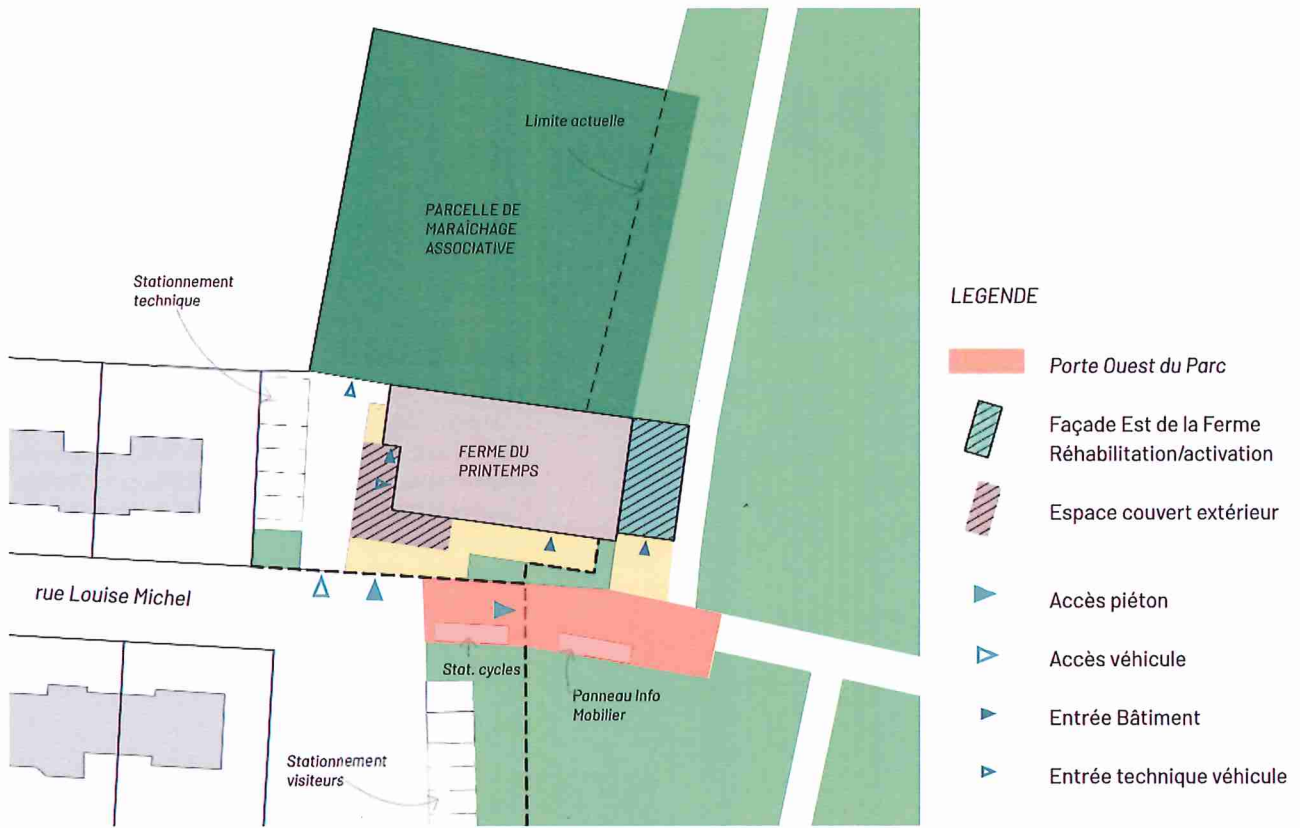 Limite actuelle
PARCELLE DE
MARAÎCHAGE
ASSOCIATIVE
Stationnement
technique
FERME DU
PRINTEMPS
rue Louise Michel
Stat. cycles
Panneau Info
Mobilier
Stationnement
visiteurs
LEGENDE
Porte Ouest du Parc
Façade Est de la Ferme
Réhabilitation/activation
Espace couvert extérieur
Accès piéton
Accès véhicule
Entrée Bâtiment
Entrée technique véhicule